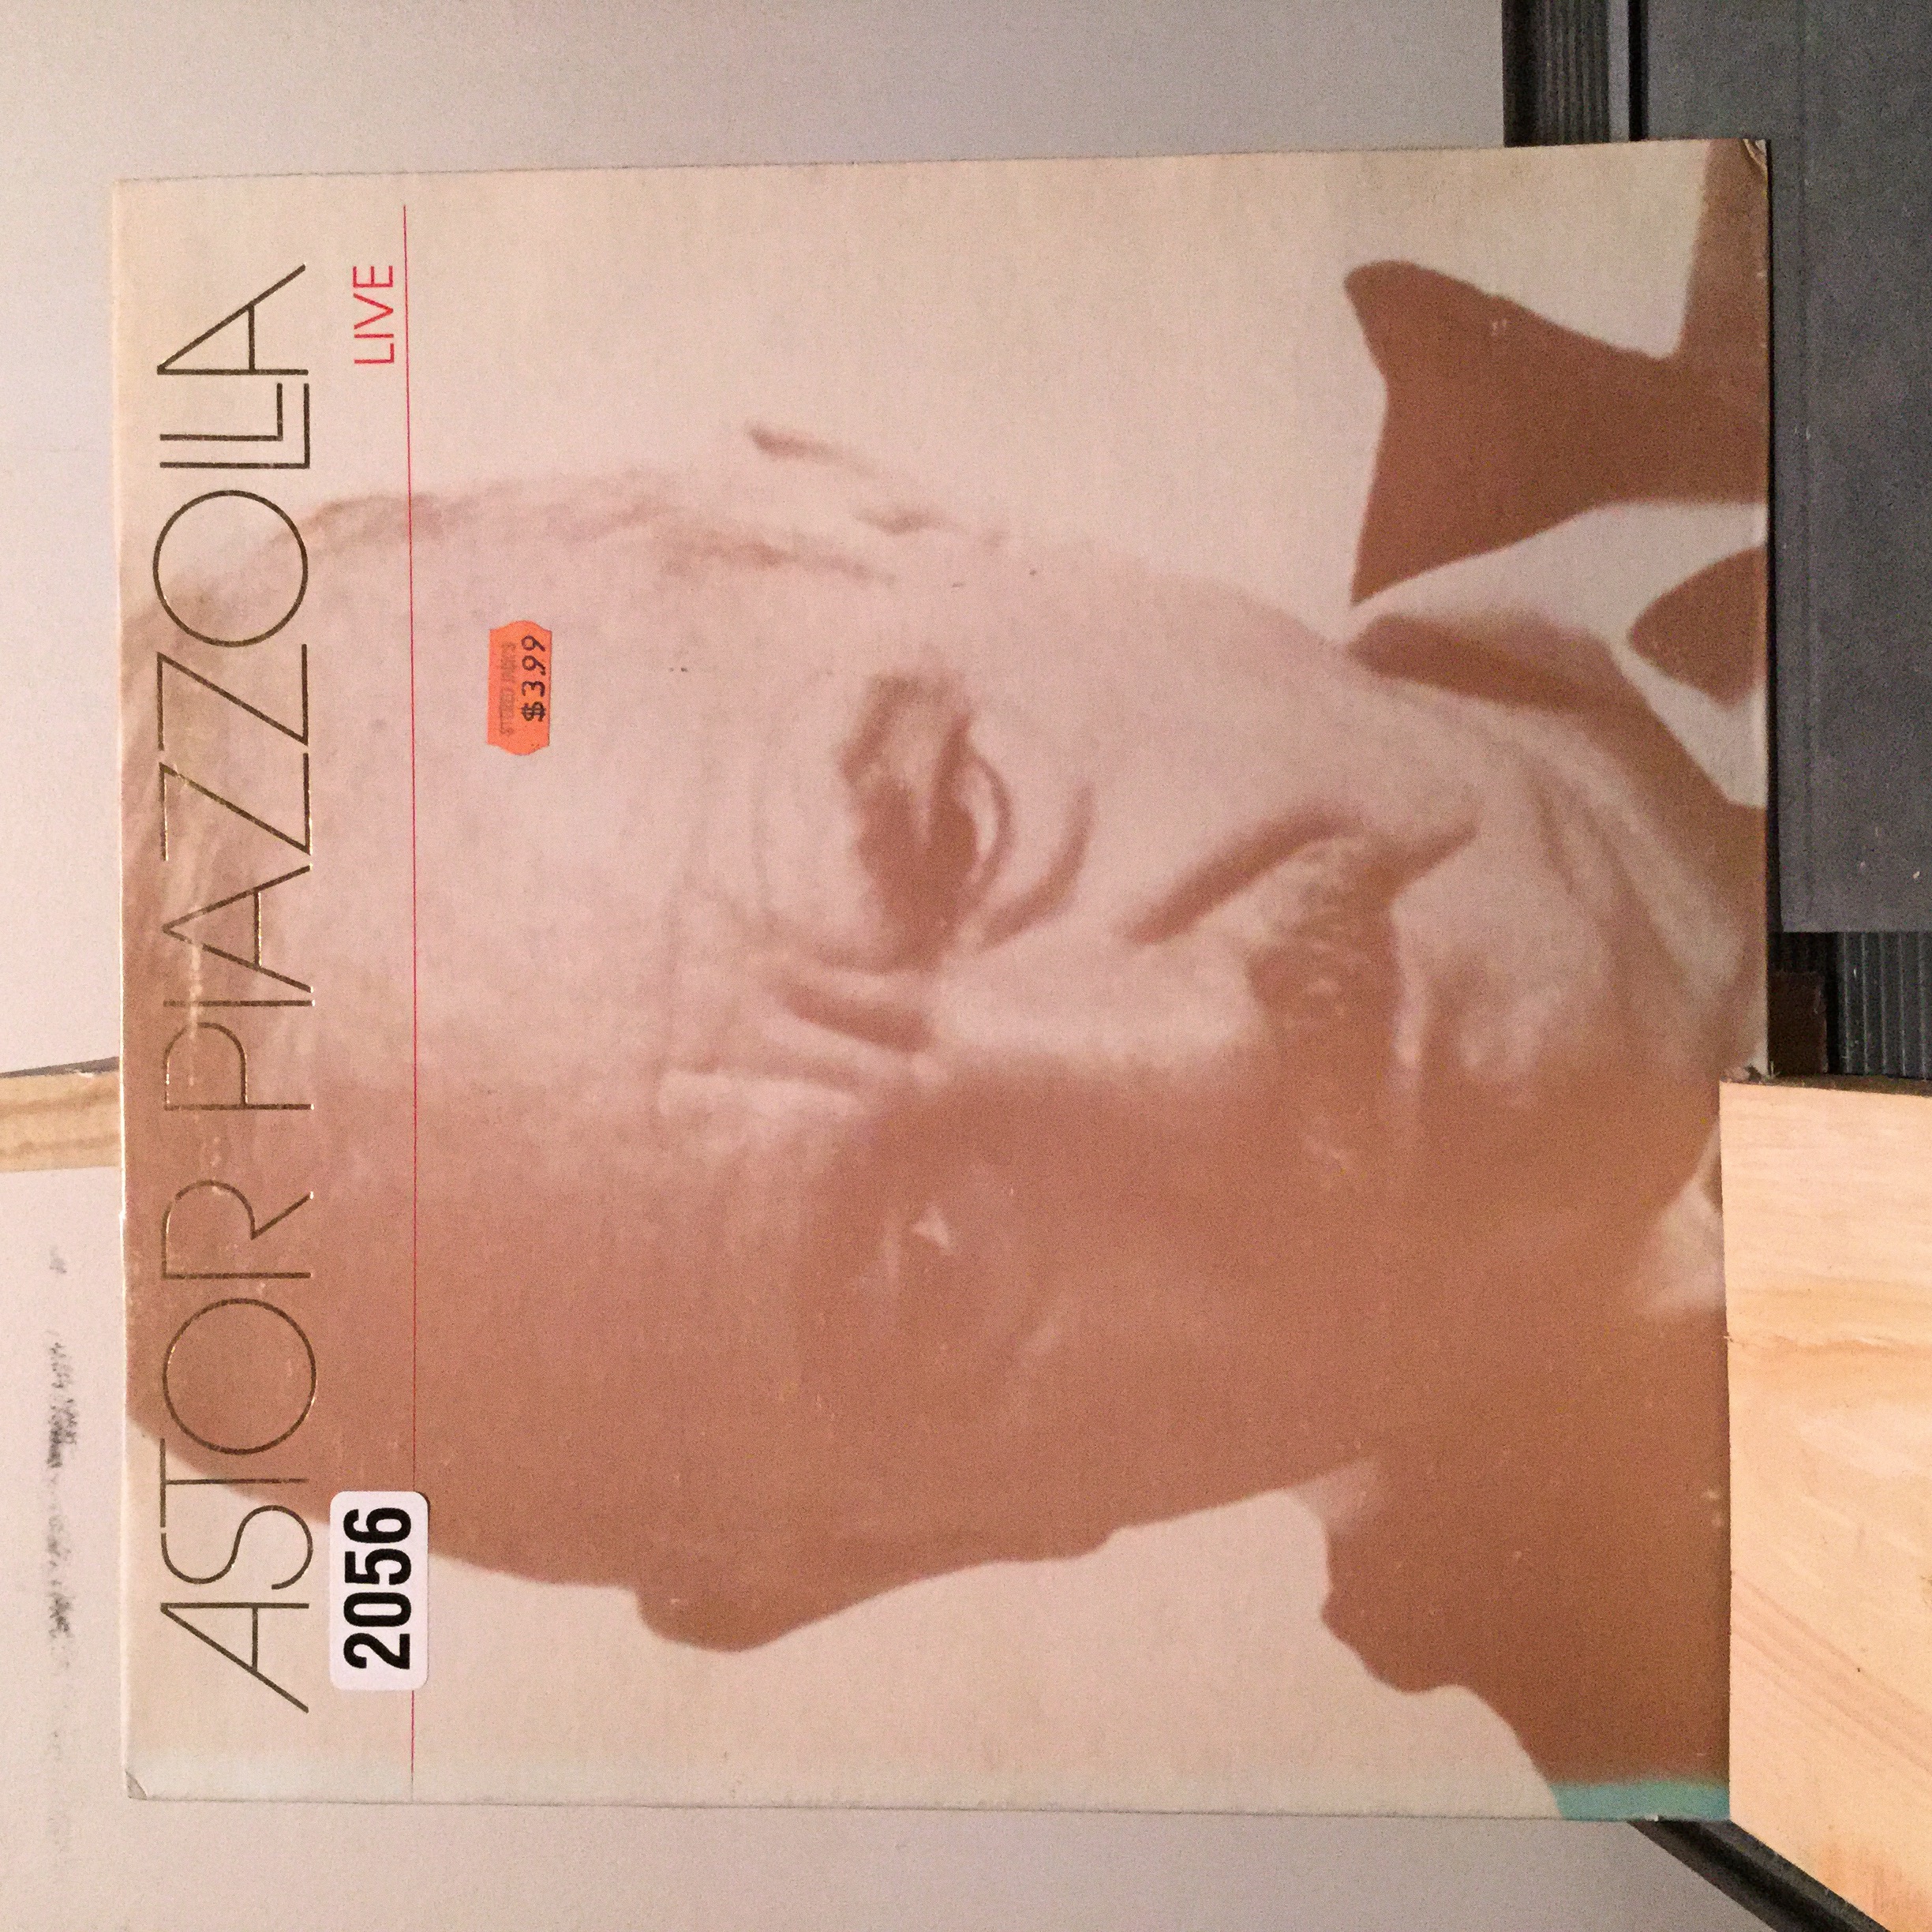 ASTOR PIAZZOLLA
LIVE
2056
$3.99